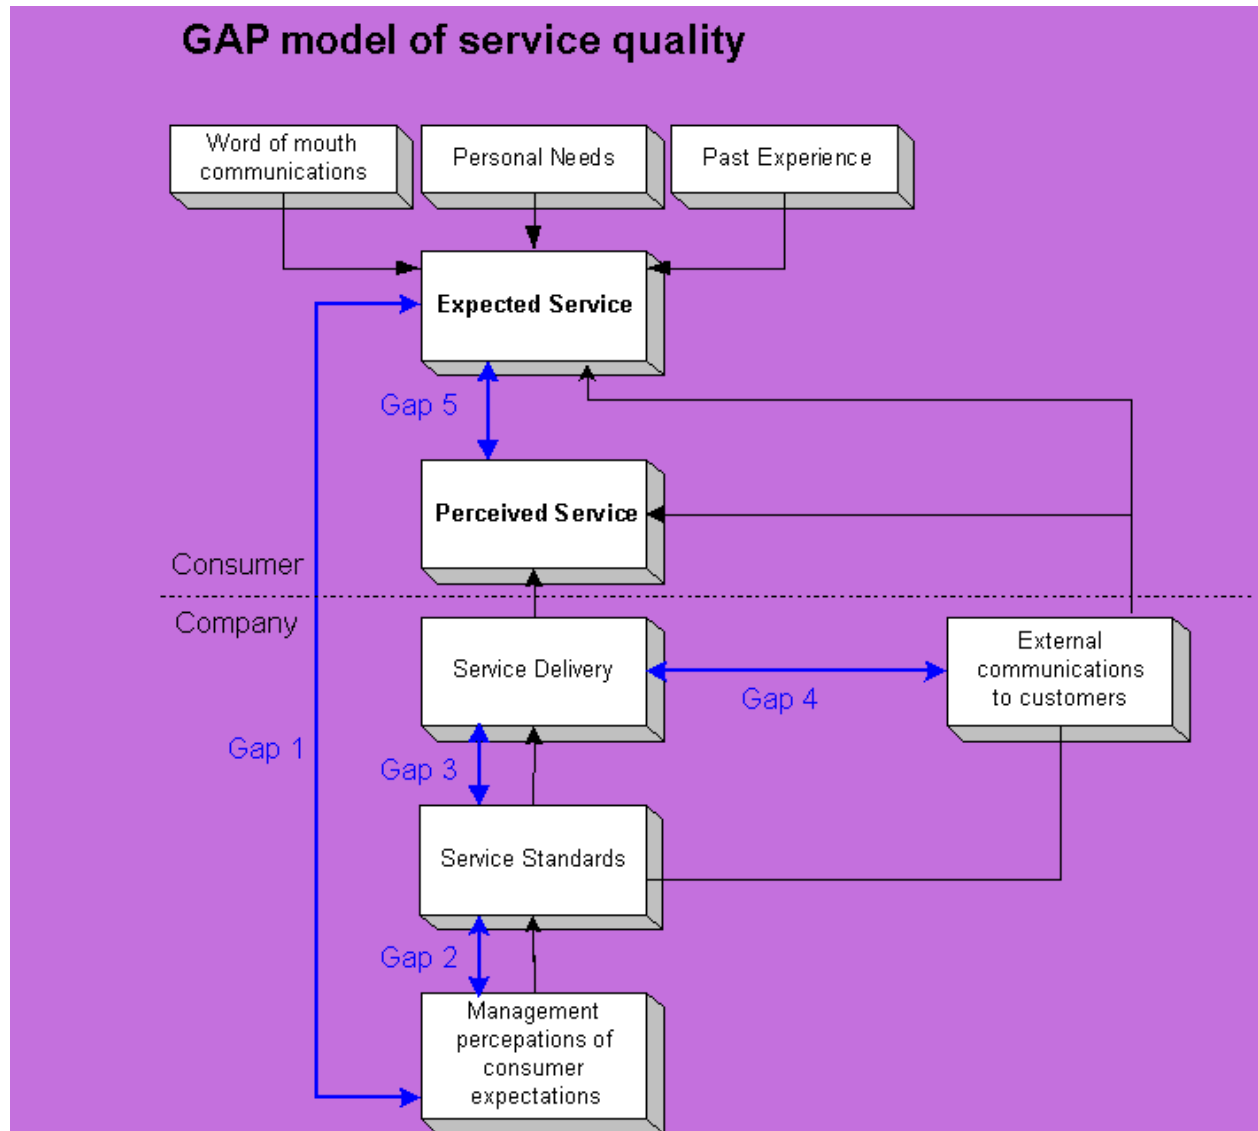 GAP model of service quality
Word of mouth
communications
Personal Needs
Past Experience
Expected Service
Gap 5
Perceived Service
Consumer
Company
Service Delivery
External
communications
to customers
Gap 4
Gap 1
Gap 3
Service Standards
Gap 2
Management
percepations of
consumer
expectations